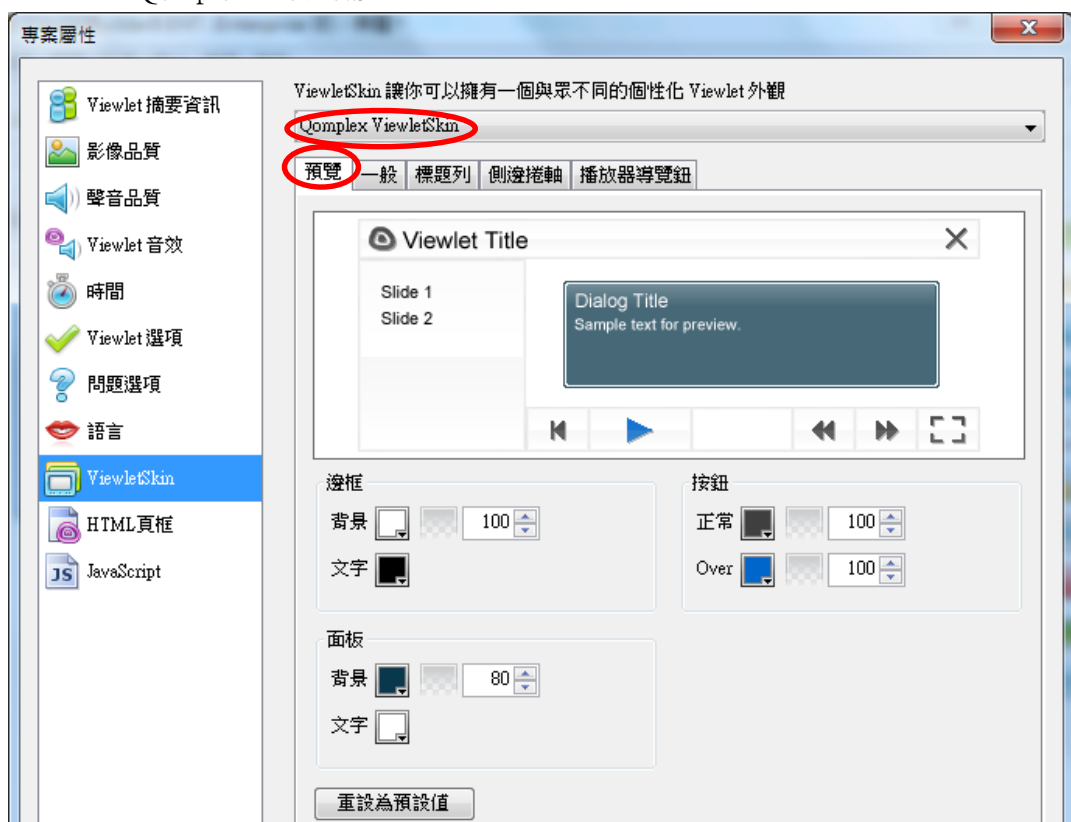 專案屬性
Viewlet 摘要資訊
影像品質
聲音品質
Viewlet 音效
時間
Viewlet 選項
問題選項
語言
ViewletSkin
HTML頁框
JavaScript
ViewletSkin 讓你可以擁有一個與眾不同的個性化 Viewlet 外觀
Qomplex ViewletSkin
預覽 一般 標題列 側邊捲軸 播放器導覽鈕
Viewlet Title
Slide 1
Slide 2
Dialog Title
Sample text for preview.
邊框
背景 100
文字
按鈕
正常 100
Over 100
面板
背景 80
文字
重設為預設值